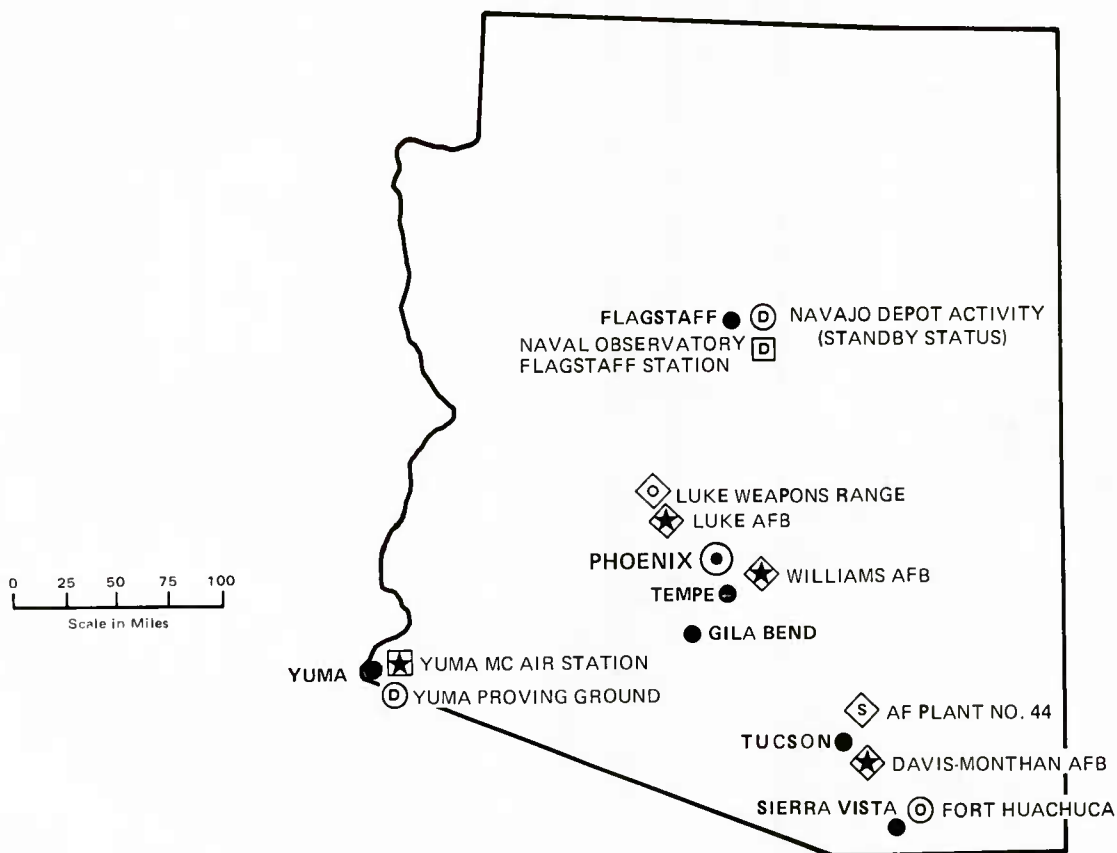 FLAGSTAFF D NAVAJO DEPOT ACTIVITY
(STANDBY STATUS)
NAVAL OBSERVATORY D
FLAGSTAFF STATION
O LUKE WEAPONS RANGE
LUKE AFB
PHOENIX
WILLIAMS AFB
TEMPE
GILA BEND
0 25 50 75 100
Scale in Miles
YUMA
YUMA MC AIR STATION
D YUMA PROVING GROUND
S AF PLANT NO. 44
TUCSON
DAVIS-MONTHAN AFB
SIERRA VISTA O FORT HUACHUCA